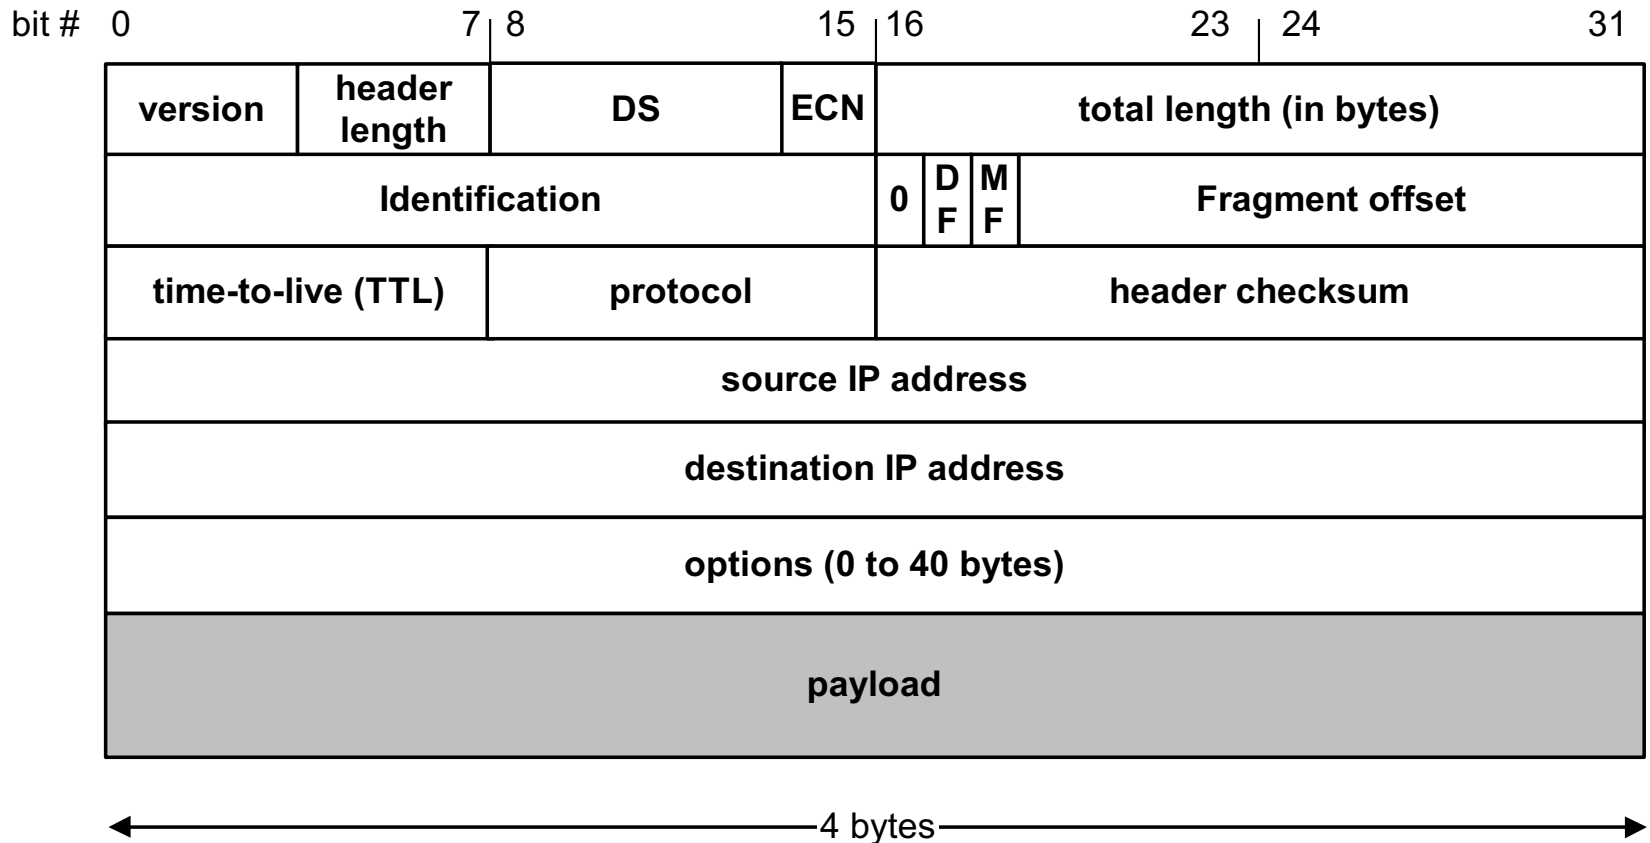 bit # 0 7 8 15 16 23 24 31
version header length DS ECN total length (in bytes)
Identification 0 DF MF Fragment offset
time-to-live (TTL) protocol header checksum
source IP address
destination IP address
options (0 to 40 bytes)
payload
4 bytes